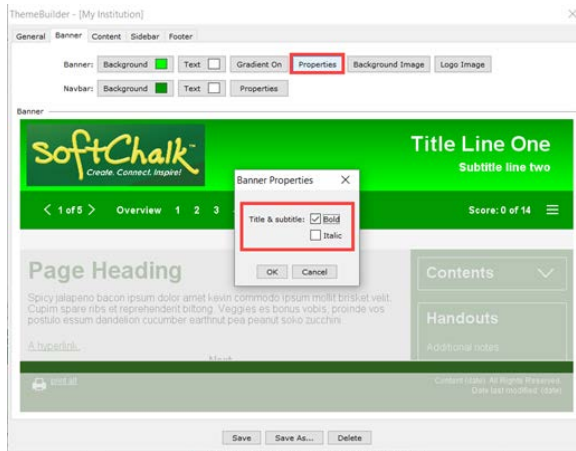 ThemeBuilder - [My Institution]
General Banner Content Sidebar Footer
Banner: Background Text Gradient On Properties Background Image Logo Image
Navbar: Background Text Properties
Banner
SoftChalk™
Create. Connect. Inspire!
Title Line One
Subtitle line two
Banner Properties
< 1 of 5 > Overview 1 2 3
Score: 0 of 14
Title & subtitle: Bold
Italic
OK Cancel
Page Heading
Contents
Spicy jalapeno bacon ipsum dolor amet kevin commodo ipsum mollit brisket velit.
Cupim spare ribs et reprehenderit biltong. Veggies es bonus vobis, proinde vos
postulo essum dandelion cucumber earthnut pea peanut soko zucchini
Handouts
A hyperlink.
Additional notes
Next
print all
Content (date) All Rights Reserved.
Date last modified (date)
Save Save As... Delete